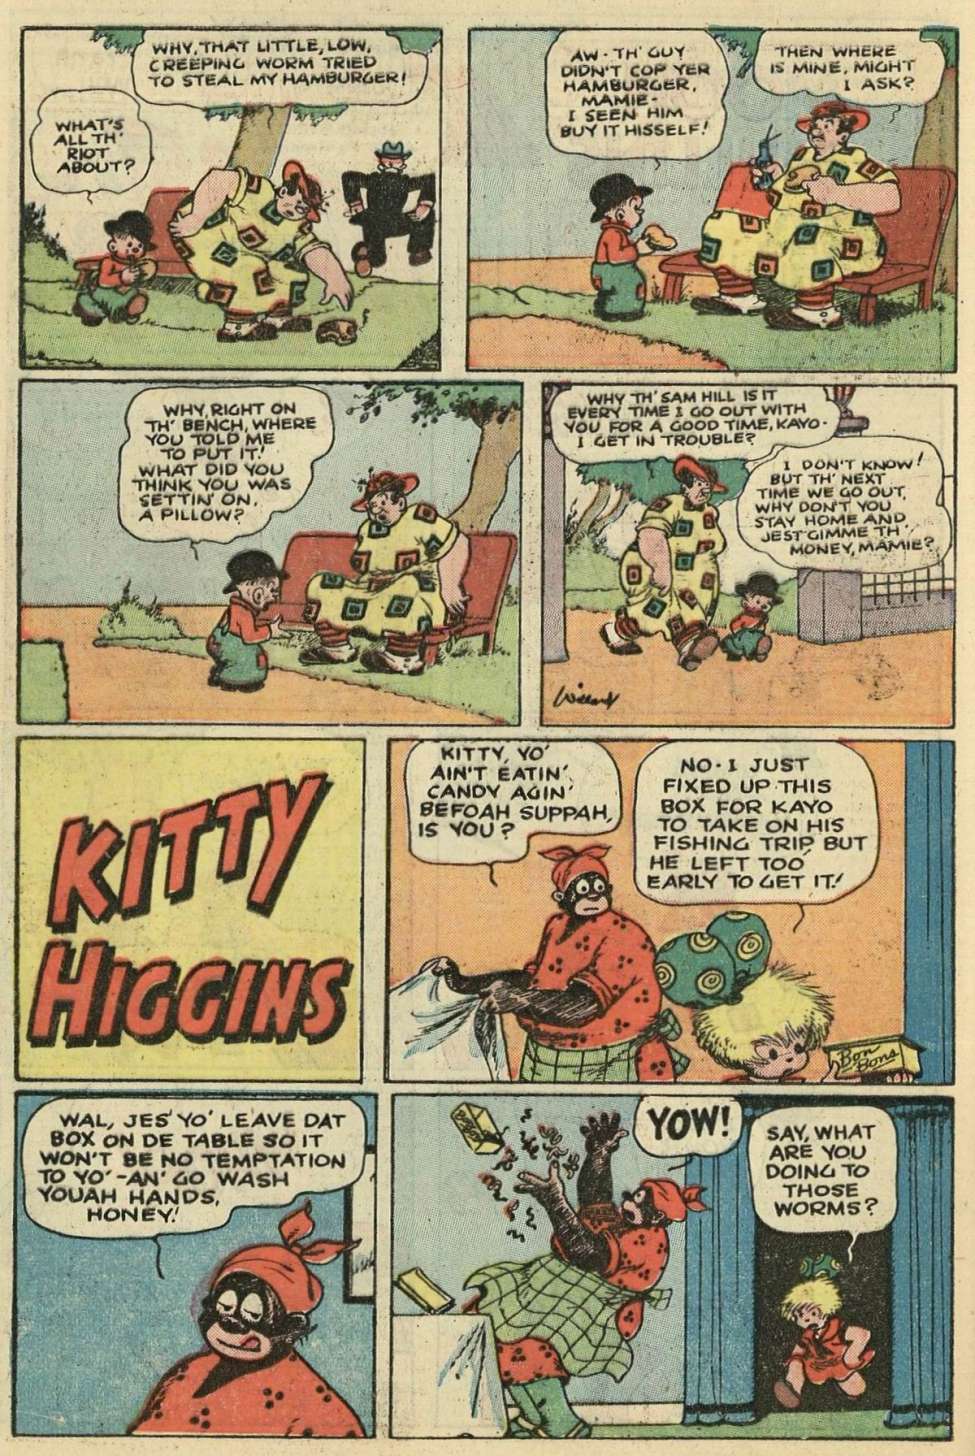 WHAT'S
ALL TH'
RIOT
ABOUT?
WHY, THAT LITTLE, LOW,
CREEPING WORM TRIED
TO STEAL MY HAMBURGER!
AW - TH' GUY
DIDN'T COP YER
HAMBURGER,
MAMIE -
I SEEN HIM
BUY IT HISSELF!
THEN WHERE
IS MINE, MIGHT
I ASK?
WHY, RIGHT ON
TH' BENCH, WHERE
YOU TOLD ME
TO PUT IT!
WHAT DID YOU
THINK YOU WAS
SETTIN' ON,
A PILLOW?
WHY TH' SAM HILL IS IT
EVERY TIME I GO OUT WITH
YOU FOR A GOOD TIME, KAYO -
I GET IN TROUBLE?
I DON'T KNOW!
BUT TH' NEXT
TIME WE GO OUT,
WHY DON'T YOU
STAY HOME AND
JEST GIMME TH'
MONEY, MAMIE?
Willard
KITTY
HIGGINS
KITTY, YO'
AIN'T EATIN'
CANDY AGIN'
BEFOAH SUPPAH,
IS YOU?
NO - I JUST
FIXED UP THIS
BOX FOR KAYO
TO TAKE ON HIS
FISHING TRIP, BUT
HE LEFT TOO
EARLY TO GET IT!
Bon
Bons
WAL, JES' YO' LEAVE DAT
BOX ON DE TABLE SO IT
WON'T BE NO TEMPTATION
TO YO' - AN' GO WASH
YOUAH HANDS,
HONEY!
YOW!
SAY, WHAT
ARE YOU
DOING TO
THOSE
WORMS?